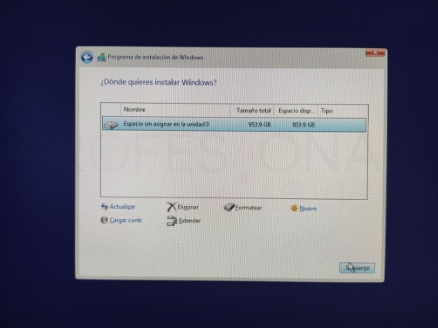 Programa de instalación de Windows
¿Dónde quieres instalar Windows?
Nombre Tamaño total Espacio disp... Tipo
Espacio sin asignar en la unidad 0 953.9 GB 953.9 GB
Actualizar Eliminar Formatear Nuevo
Cargar contr. Extender
Siguiente